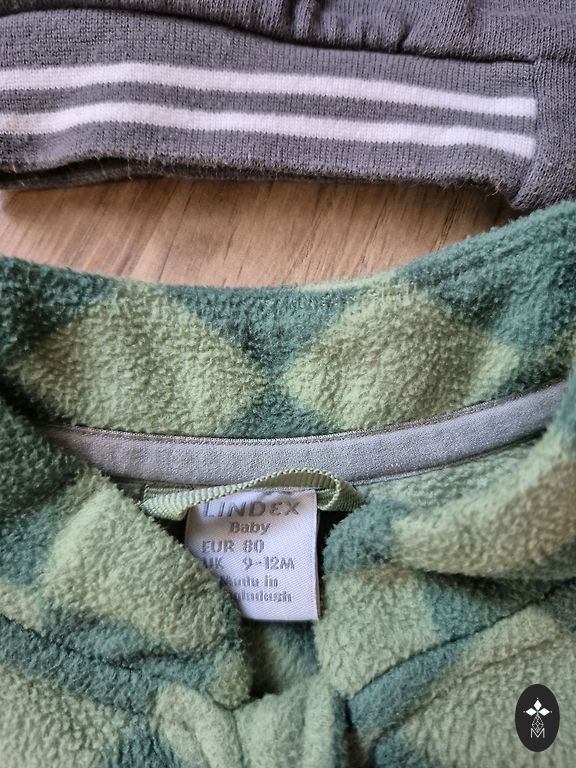 LINDEX
Baby
EUR 80
UK 9-12M
Made in